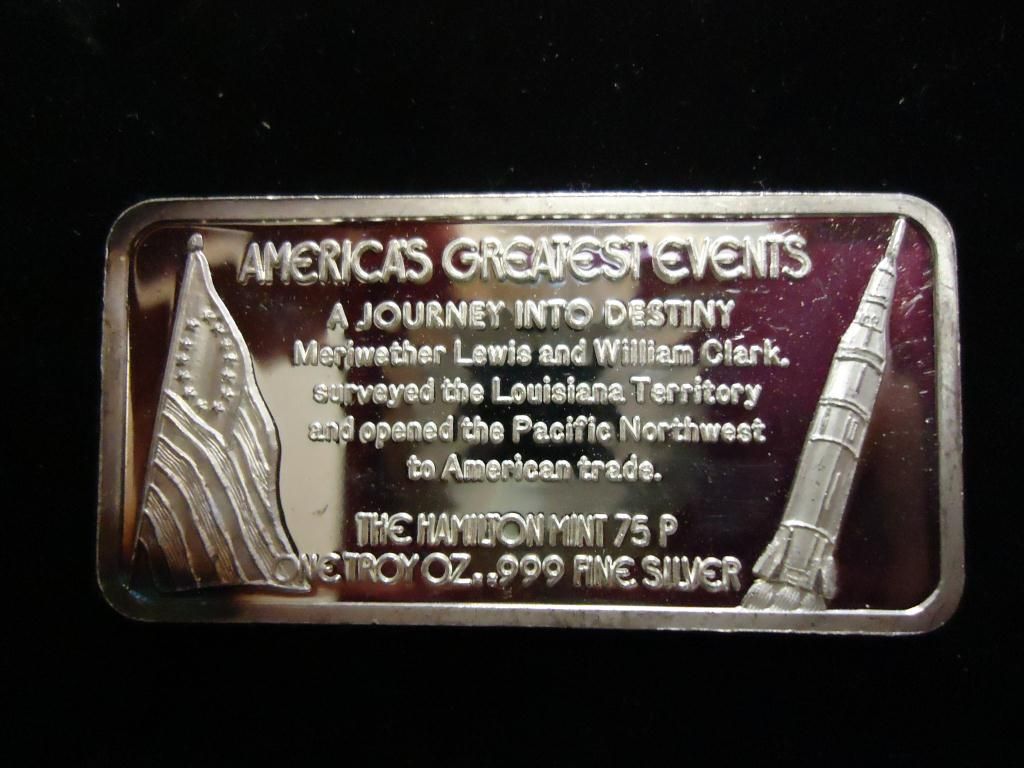 AMERICA'S GREATEST EVENTS
A JOURNEY INTO DESTINY
Meriwether Lewis and William Clark.
surveyed the Louisiana Territory
and opened the Pacific Northwest
to American trade.
THE HAMILTON MINT 75 P
ONE TROY OZ. .999 FINE SILVER